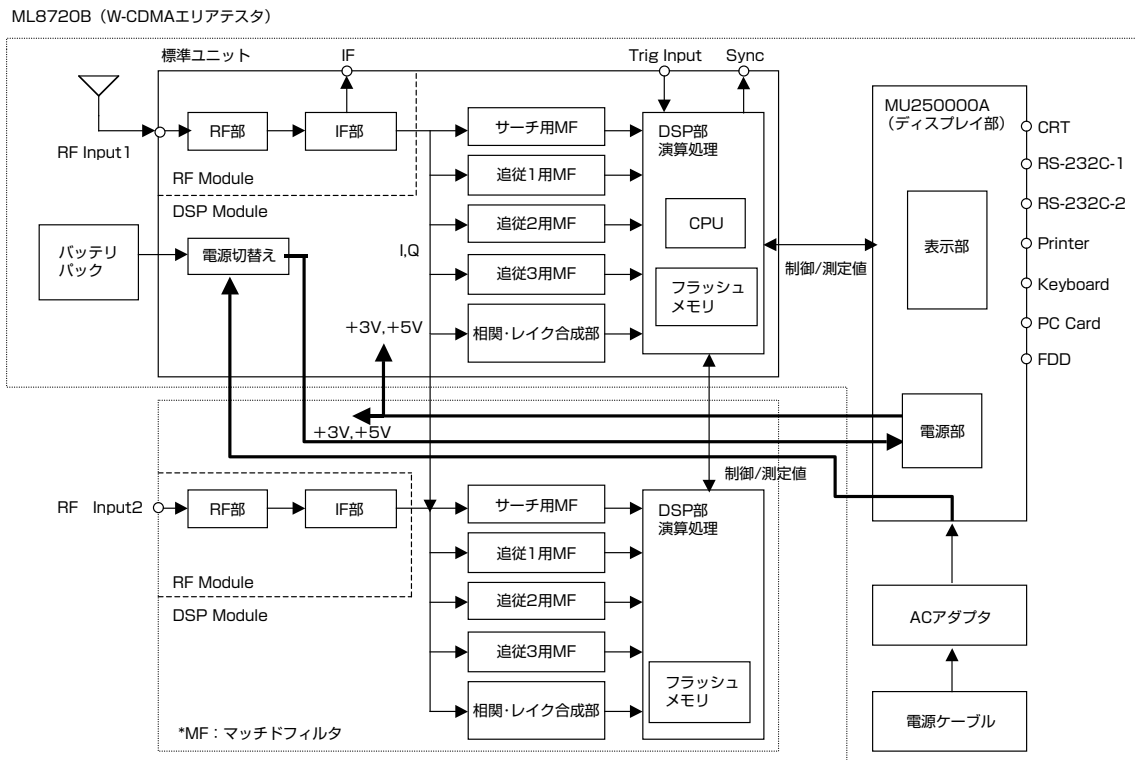 ML8720B（W-CDMAエリアテスタ）
標準ユニット
IF
Trig Input
Sync
RF Input1
RF部
IF部
RF Module
DSP Module
バッテリ
パック
電源切替え
I,Q
+3V,+5V
サーチ用MF
追従1用MF
追従2用MF
追従3用MF
相関・レイク合成部
DSP部
演算処理
CPU
フラッシュ
メモリ
制御/測定値
MU250000A
（ディスプレイ部）
表示部
CRT
RS-232C-1
RS-232C-2
Printer
Keyboard
PC Card
FDD
電源部
+3V,+5V
制御/測定値
RF Input2
RF部
IF部
RF Module
DSP Module
サーチ用MF
追従1用MF
追従2用MF
追従3用MF
相関・レイク合成部
DSP部
演算処理
フラッシュ
メモリ
*MF：マッチドフィルタ
ACアダプタ
電源ケーブル